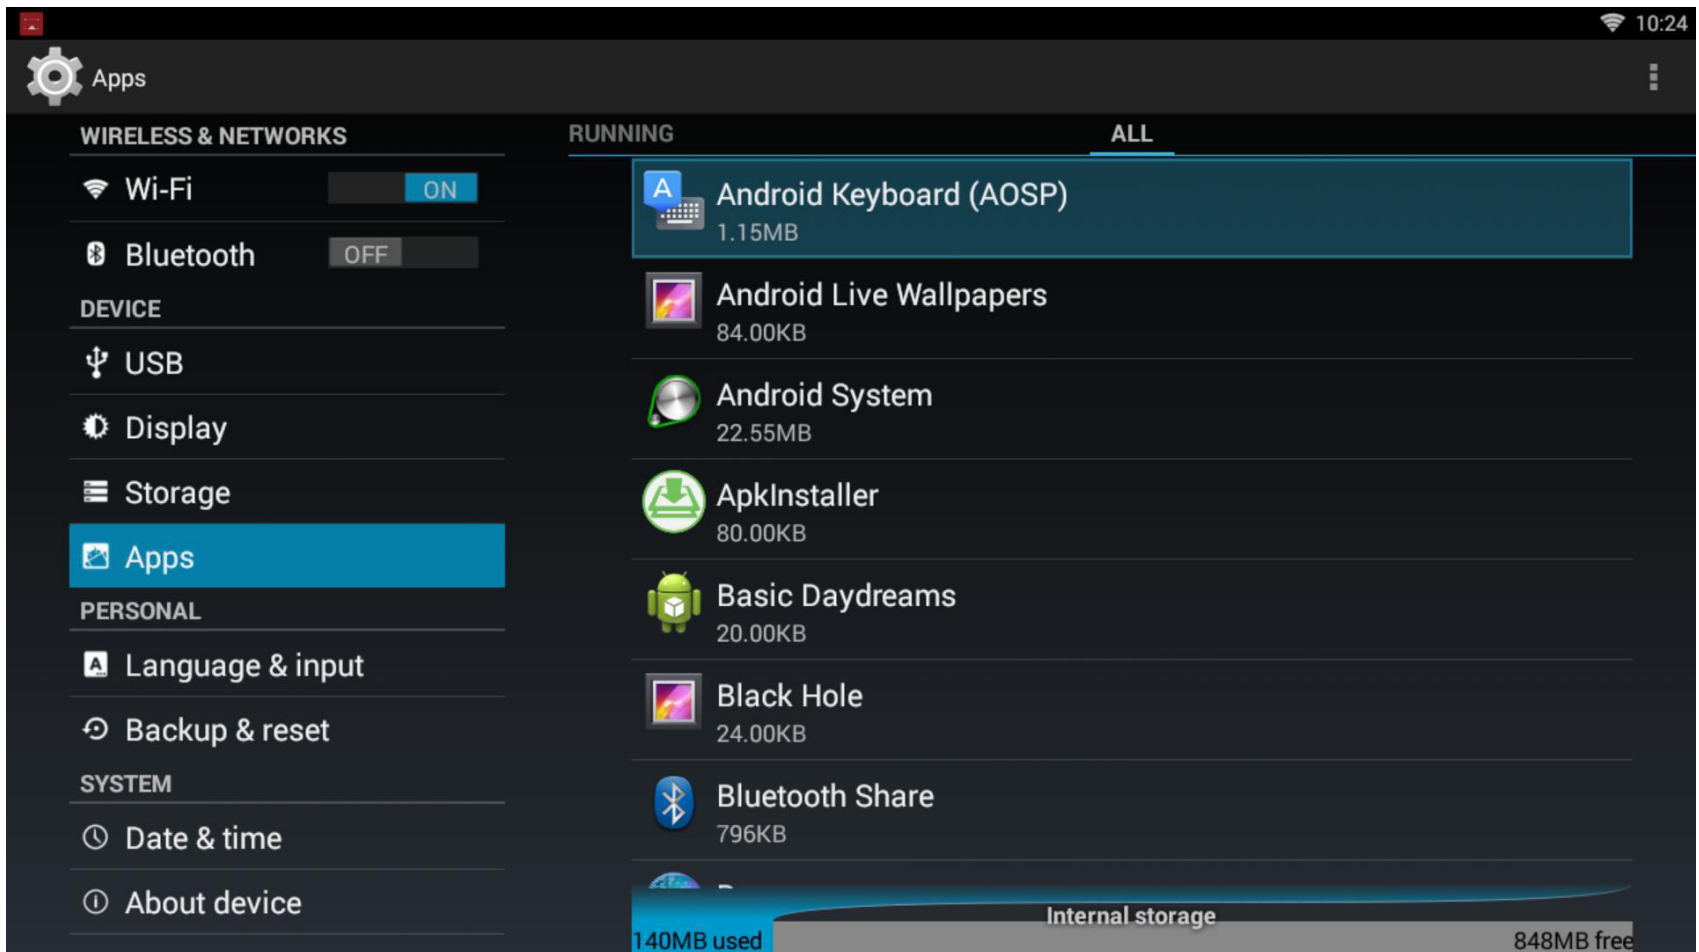 10:24
Apps
WIRELESS & NETWORKS
Wi-Fi ON
Bluetooth OFF
DEVICE
USB
Display
Storage
Apps
PERSONAL
Language & input
Backup & reset
SYSTEM
Date & time
About device
RUNNING ALL
Android Keyboard (AOSP)
1.15MB
Android Live Wallpapers
84.00KB
Android System
22.55MB
ApkInstaller
80.00KB
Basic Daydreams
20.00KB
Black Hole
24.00KB
Bluetooth Share
796KB
Internal storage
140MB used 848MB free